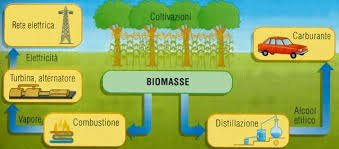 Coltivazioni
Rete elettrica
Carburante
Elettricità
Turbina, alternatore
BIOMASSE
Alcool
etilico
Vapore
Combustione
Distillazione